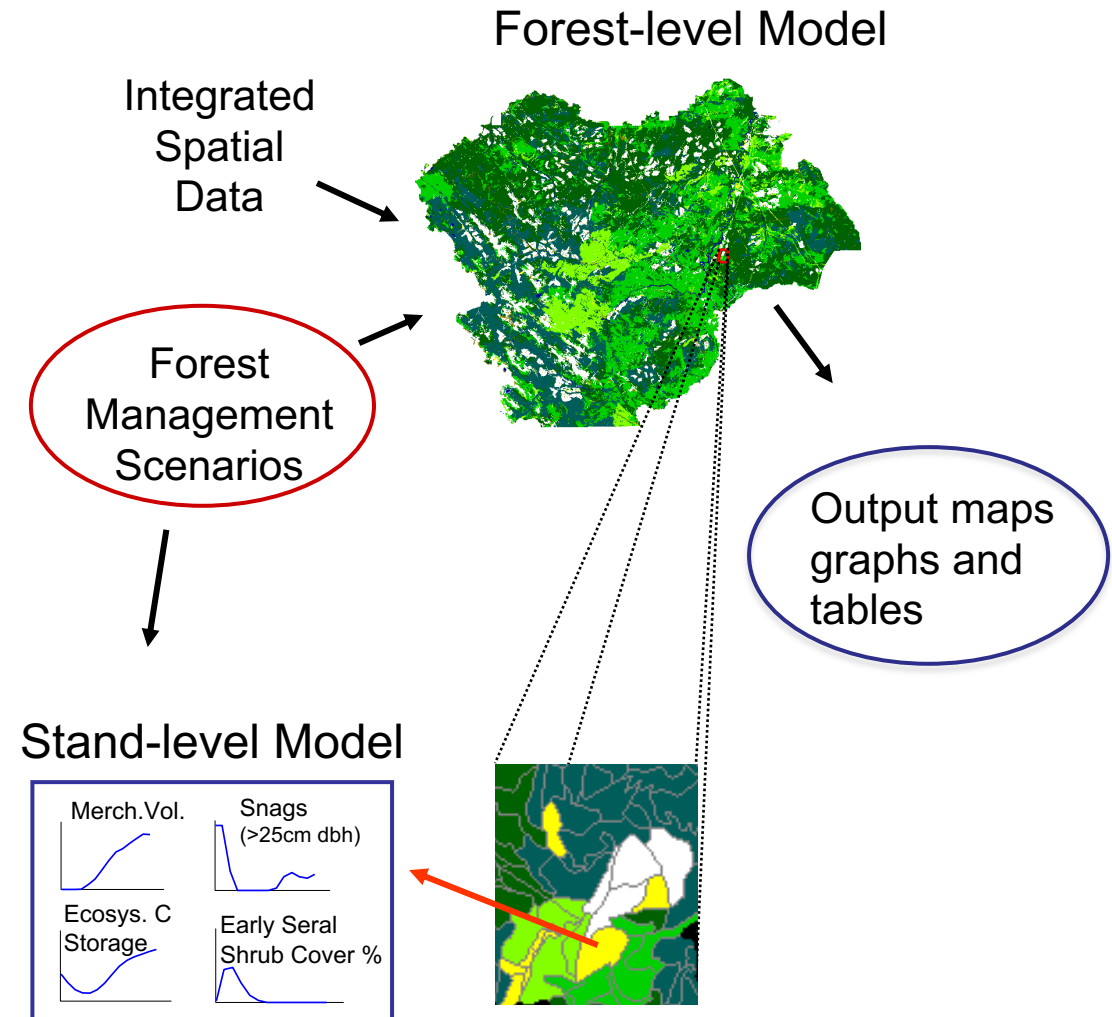 Forest-level Model
Integrated
Spatial
Data
Forest
Management
Scenarios
Output maps
graphs and
tables
Stand-level Model
Merch.Vol.
Snags
(>25cm dbh)
Ecosys. C
Storage
Early Seral
Shrub Cover %